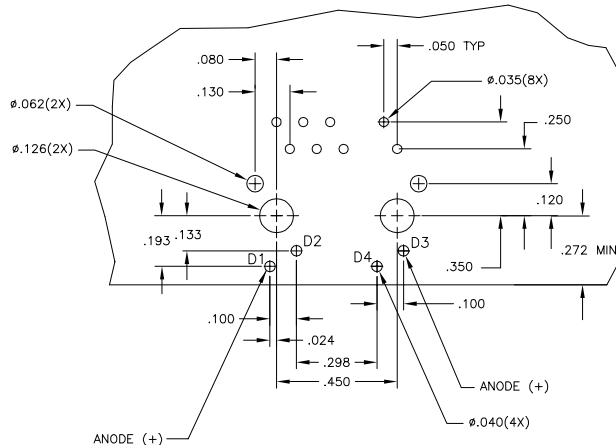 .050 TYP
.080
ø.035(8X)
.130
ø.062(2X)
.250
ø.126(2X)
.120
.193
.133
.272 MIN
.350
D2
D3
D1
D4
.100
.100
.024
.298
.450
ANODE (+)
ø.040(4X)
ANODE (+)